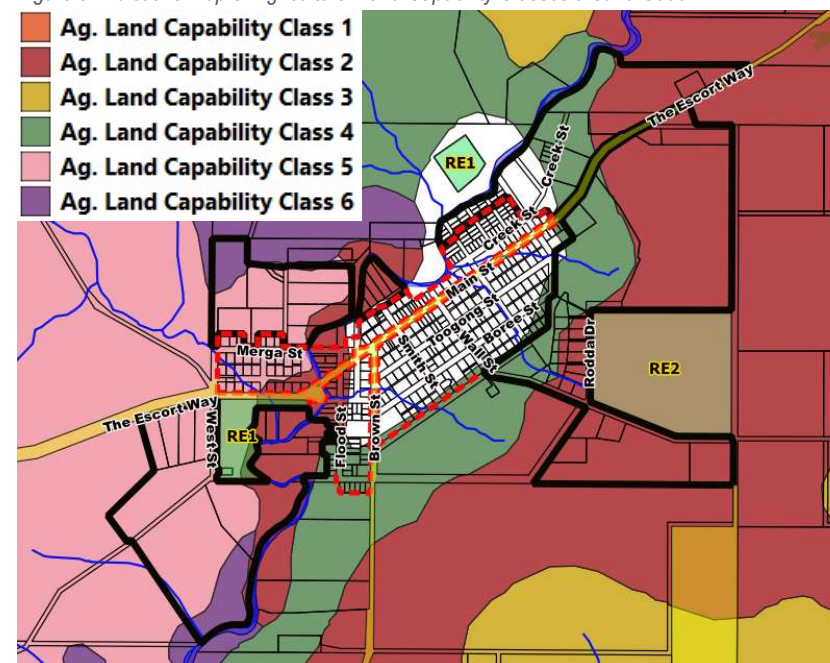 Ag. Land Capability Class 1
Ag. Land Capability Class 2
Ag. Land Capability Class 3
Ag. Land Capability Class 4
Ag. Land Capability Class 5
Ag. Land Capability Class 6
The Escort Way
RE1
Creek St
Creek St
Main St
Toogong St
Boree St
Wall St
Smith St
Rodda Dr
RE2
Merga St
The Escort Way
West St
RE1
Flood St
Brown St